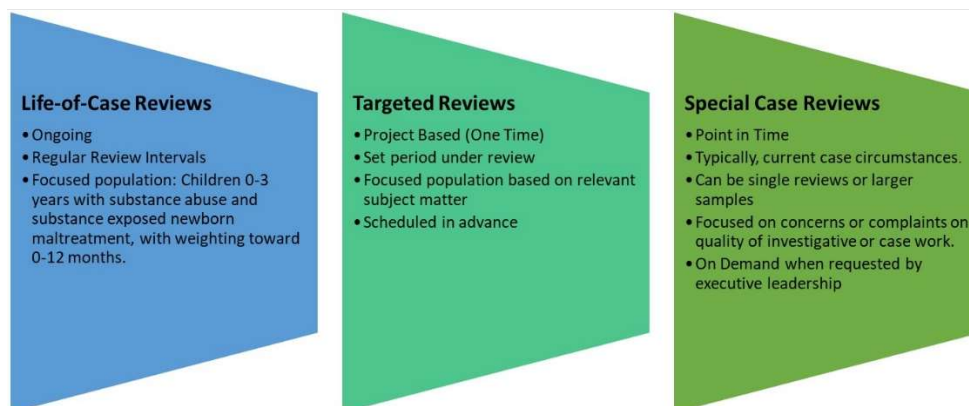 Life-of-Case Reviews
• Ongoing
• Regular Review Intervals
• Focused population: Children 0-3
years with substance abuse and
substance exposed newborn
maltreatment, with weighting toward
0-12 months.
Targeted Reviews
• Project Based (One Time)
• Set period under review
• Focused population based on relevant
subject matter
• Scheduled in advance
Special Case Reviews
• Point in Time
• Typically, current case circumstances.
• Can be single reviews or larger
samples
• Focused on concerns or complaints on
quality of investigative or case work.
• On Demand when requested by
executive leadership